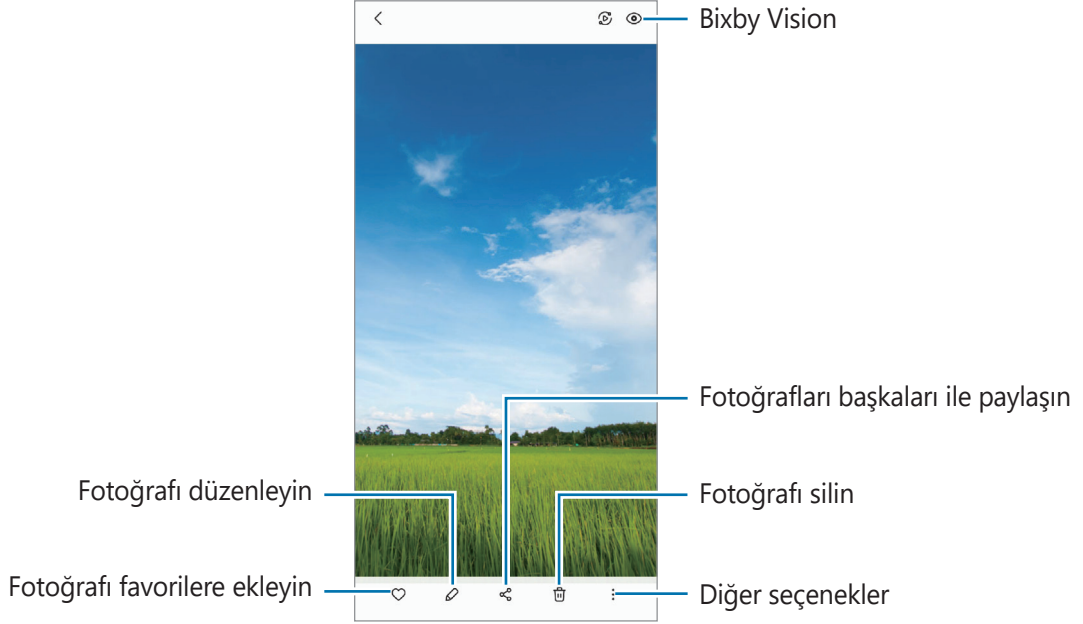 Bixby Vision
Fotoğrafları başkaları ile paylaşın
Fotoğrafı düzenleyin
Fotoğrafı silin
Fotoğrafı favorilere ekleyin
Diğer seçenekler